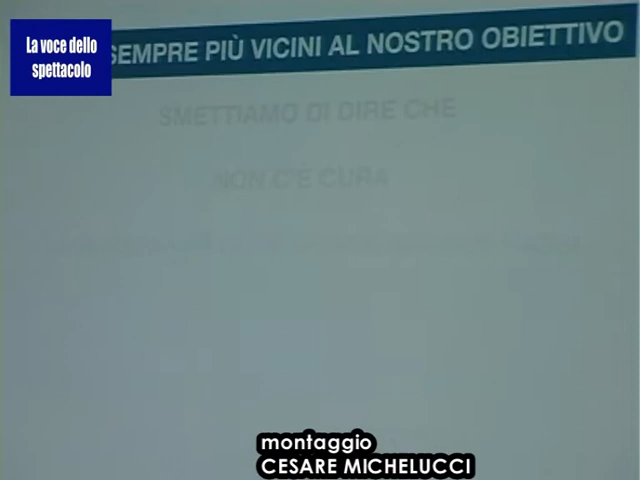 La voce dello
spettacolo
SEMPRE PIÙ VICINI AL NOSTRO OBIETTIVO
SMETTIAMO DI DIRE CHE
NON C'È CURA
montaggio
CESARE MICHELUCCI